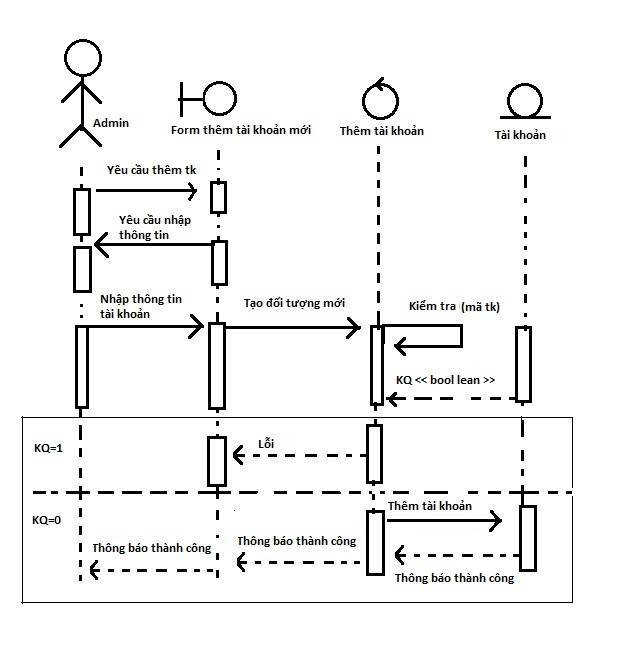 Admin
Form thêm tài khoản mới
Thêm tài khoản
Tài khoản
Yêu cầu thêm tk
Yêu cầu nhập
thông tin
Nhập thông tin
tài khoản
Tạo đối tượng mới
Kiểm tra (mã tk)
KQ << bool lean >>
KQ=1
Lỗi
KQ=0
Thêm tài khoản
Thông báo thành công
Thông báo thành công
Thông báo thành công